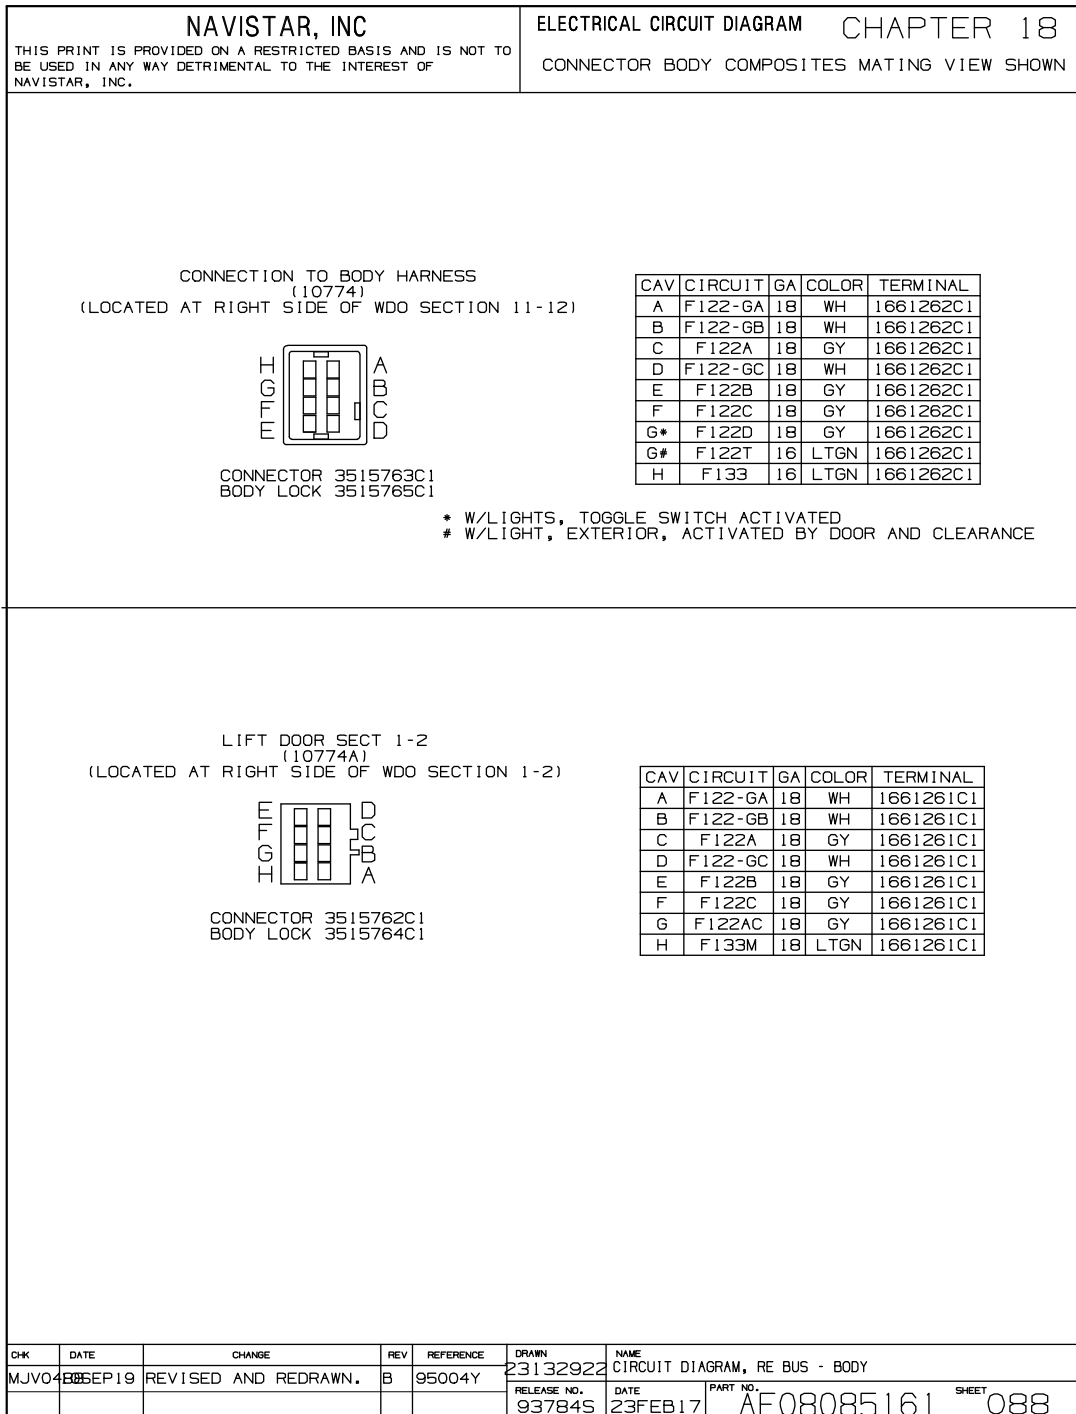 NAVISTAR, INC
THIS PRINT IS PROVIDED ON A RESTRICTED BASIS AND IS NOT TO
BE USED IN ANY WAY DETRIMENTAL TO THE INTEREST OF
NAVISTAR, INC.
ELECTRICAL CIRCUIT DIAGRAM CHAPTER 18
CONNECTOR BODY COMPOSITES MATING VIEW SHOWN
CONNECTION TO BODY HARNESS
(10774)
(LOCATED AT RIGHT SIDE OF WDO SECTION 11-12)
H A
G B
F C
E D
CONNECTOR 3515763C1
BODY LOCK 3515765C1
CAV CIRCUIT GA COLOR TERMINAL
A F122-GA 18 WH 1661262C1
B F122-GB 18 WH 1661262C1
C F122A 18 GY 1661262C1
D F122-GC 18 WH 1661262C1
E F122B 18 GY 1661262C1
F F122C 18 GY 1661262C1
G* F122D 18 GY 1661262C1
G# F122T 16 LTGN 1661262C1
H F133 16 LTGN 1661262C1
* W/LIGHTS, TOGGLE SWITCH ACTIVATED
# W/LIGHT, EXTERIOR, ACTIVATED BY DOOR AND CLEARANCE
LIFT DOOR SECT 1-2
(10774A)
(LOCATED AT RIGHT SIDE OF WDO SECTION 1-2)
E D
F C
G B
H A
CONNECTOR 3515762C1
BODY LOCK 3515764C1
CAV CIRCUIT GA COLOR TERMINAL
A F122-GA 18 WH 1661261C1
B F122-GB 18 WH 1661261C1
C F122A 18 GY 1661261C1
D F122-GC 18 WH 1661261C1
E F122B 18 GY 1661261C1
F F122C 18 GY 1661261C1
G F122AC 18 GY 1661261C1
H F133M 18 LTGN 1661261C1
CHK DATE CHANGE REV REFERENCE
SEP19 REVISED AND REDRAWN. B 95004Y
DRAWN
23132922
NAME
CIRCUIT DIAGRAM, RE BUS - BODY
RELEASE NO.
93784S
DATE
23FEB17
PART NO.
AF08085161
SHEET
088